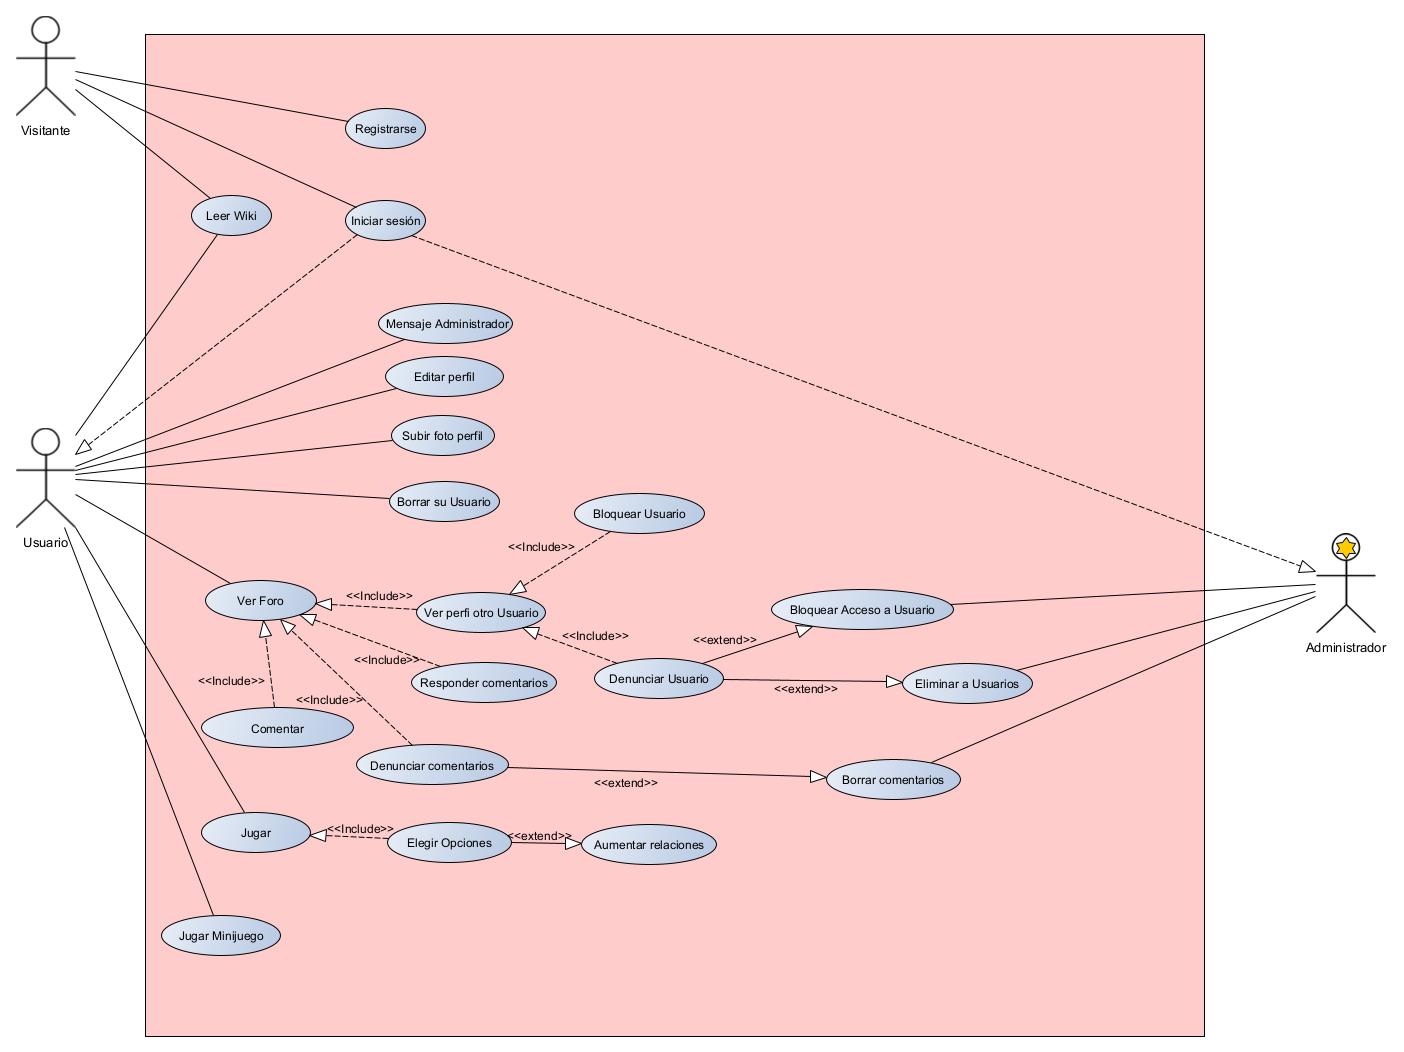 Visitante
Registrarse
Leer Wiki
Iniciar sesión
Mensaje Administrador
Editar perfil
Subir foto perfil
Borrar su Usuario
Usuario
Bloquear Usuario
<<Include>>
Ver Foro
<<Include>>
Ver perfi otro Usuario
Bloquear Acceso a Usuario
<<Include>>
<<extend>>
Administrador
<<Include>>
<<Include>>
Responder comentarios
Denunciar Usuario
<<extend>>
Eliminar a Usuarios
<<Include>>
Comentar
Denunciar comentarios
<<extend>>
Borrar comentarios
Jugar
<<Include>>
Elegir Opciones
<<extend>>
Aumentar relaciones
Jugar Minijuego